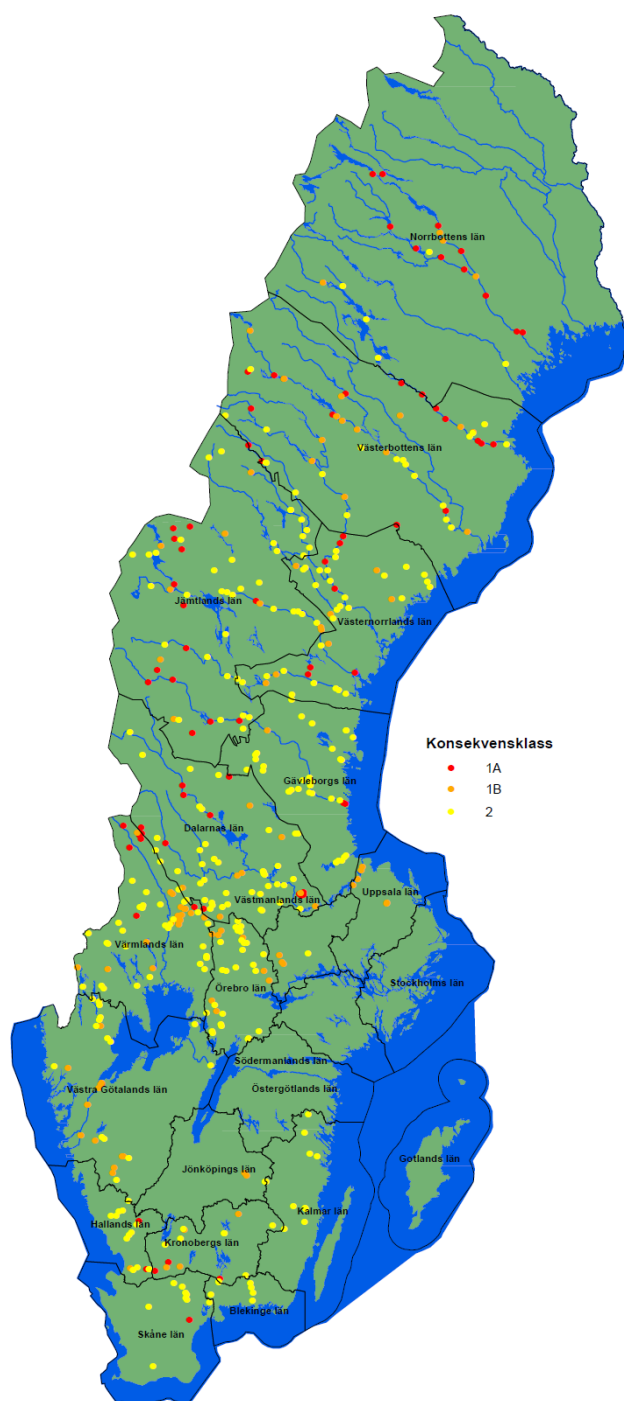 Norrbottens län
Västerbottens län
Jämtlands län
Västernorrlands län
Konsekvensklass
1A
1B
2
Gävleborgs län
Dalarnas län
Uppsala län
Västmanlands län
Värmlands län
Stockholms län
Örebro län
Södermanlands län
Västra Götalands län
Östergötlands län
Gotlands län
Jönköpings län
Kalmar län
Hallands län
Kronobergs län
Blekinge län
Skåne län